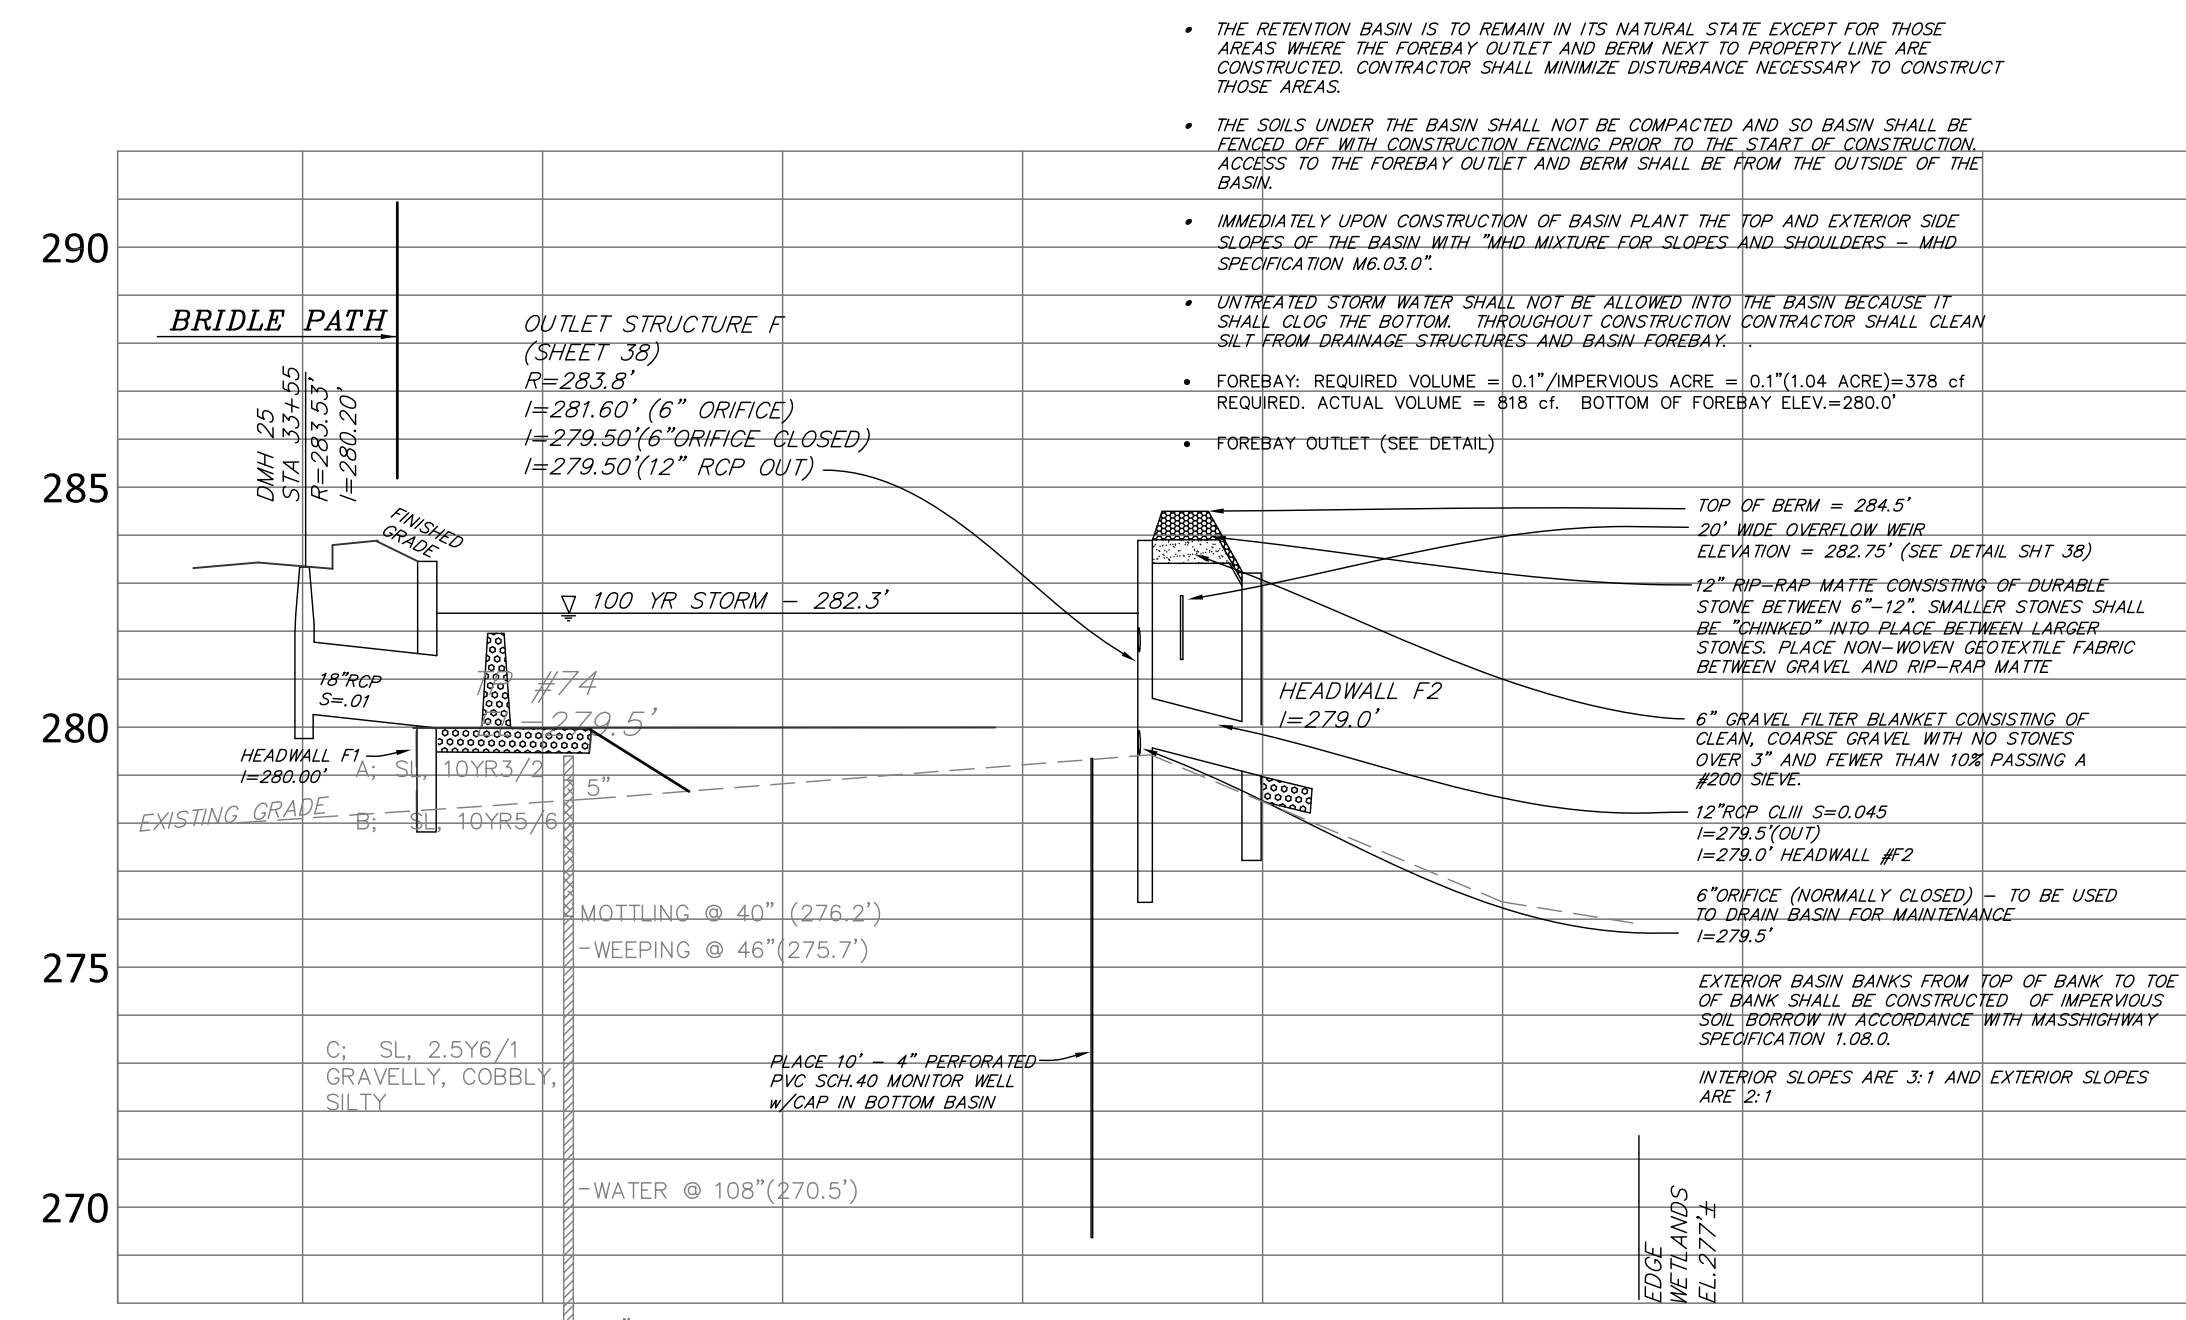 • THE RETENTION BASIN IS TO REMAIN IN ITS NATURAL STATE EXCEPT FOR THOSE
AREAS WHERE THE FOREBAY OUTLET AND BERM NEXT TO PROPERTY LINE ARE
CONSTRUCTED. CONTRACTOR SHALL MINIMIZE DISTURBANCE NECESSARY TO CONSTRUCT
THOSE AREAS.
• THE SOILS UNDER THE BASIN SHALL NOT BE COMPACTED AND SO BASIN SHALL BE
FENCED OFF WITH CONSTRUCTION FENCING PRIOR TO THE START OF CONSTRUCTION.
ACCESS TO THE FOREBAY OUTLET AND BERM SHALL BE FROM THE OUTSIDE OF THE
BASIN.
• IMMEDIATELY UPON CONSTRUCTION OF BASIN PLANT THE TOP AND EXTERIOR SIDE
SLOPES OF THE BASIN WITH "MHD MIXTURE FOR SLOPES AND SHOULDERS – MHD
SPECIFICATION M6.03.0".
• UNTREATED STORM WATER SHALL NOT BE ALLOWED INTO THE BASIN BECAUSE IT
SHALL CLOG THE BOTTOM. THROUGHOUT CONSTRUCTION CONTRACTOR SHALL CLEAN
SILT FROM DRAINAGE STRUCTURES AND BASIN FOREBAY. .
• FOREBAY: REQUIRED VOLUME = 0.1"/IMPERVIOUS ACRE = 0.1"(1.04 ACRE)=378 cf
REQUIRED. ACTUAL VOLUME = 818 cf. BOTTOM OF FOREBAY ELEV.=280.0'
• FOREBAY OUTLET (SEE DETAIL)
290
285
280
275
270
BRIDLE PATH
DMH 25
STA 33+55
R=283.53'
I=280.20'
FINISHED
GRADE
OUTLET STRUCTURE F
(SHEET 38)
R=283.8'
I=281.60' (6" ORIFICE)
I=279.50'(6"ORIFICE CLOSED)
I=279.50'(12" RCP OUT)
100 YR STORM – 282.3'
18"RCP
S=.01
#74
279.5'
HEADWALL F1
I=280.00'
EXISTING GRADE
A; SL, 10YR3/2
5"
B; SL, 10YR5/6
MOTTLING @ 40" (276.2')
-WEEPING @ 46"(275.7')
C; SL, 2.5Y6/1
GRAVELLY, COBBLY,
SILTY
-WATER @ 108"(270.5')
PLACE 10' – 4" PERFORATED
PVC SCH.40 MONITOR WELL
w/CAP IN BOTTOM BASIN
HEADWALL F2
I=279.0'
TOP OF BERM = 284.5'
20' WIDE OVERFLOW WEIR
ELEVATION = 282.75' (SEE DETAIL SHT 38)
12" RIP–RAP MATTE CONSISTING OF DURABLE
STONE BETWEEN 6"–12". SMALLER STONES SHALL
BE "CHINKED" INTO PLACE BETWEEN LARGER
STONES. PLACE NON–WOVEN GEOTEXTILE FABRIC
BETWEEN GRAVEL AND RIP–RAP MATTE
6" GRAVEL FILTER BLANKET CONSISTING OF
CLEAN, COARSE GRAVEL WITH NO STONES
OVER 3" AND FEWER THAN 10% PASSING A
#200 SIEVE.
12"RCP CLIII S=0.045
I=279.5'(OUT)
I=279.0' HEADWALL #F2
6"ORIFICE (NORMALLY CLOSED) – TO BE USED
TO DRAIN BASIN FOR MAINTENANCE
I=279.5'
EXTERIOR BASIN BANKS FROM TOP OF BANK TO TOE
OF BANK SHALL BE CONSTRUCTED OF IMPERVIOUS
SOIL BORROW IN ACCORDANCE WITH MASSHIGHWAY
SPECIFICATION 1.08.0.
INTERIOR SLOPES ARE 3:1 AND EXTERIOR SLOPES
ARE 2:1
EDGE
WETLANDS
EL.277'±